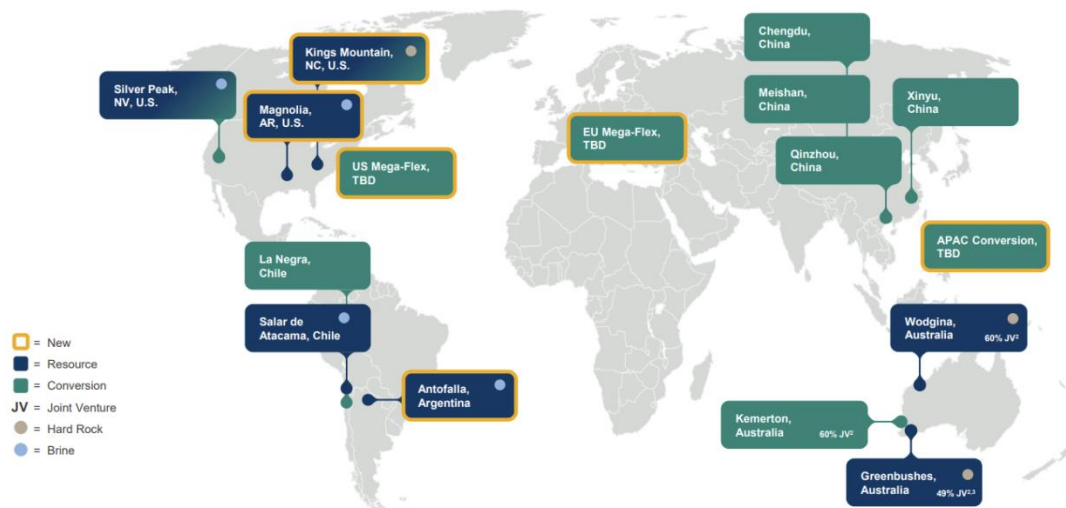 Kings Mountain,
NC, U.S.
Silver Peak,
NV, U.S.
Magnolia,
AR, U.S.
US Mega-Flex,
TBD
EU Mega-Flex,
TBD
Chengdu,
China
Meishan,
China
Xinyu,
China
Qinzhou,
China
APAC Conversion,
TBD
La Negra,
Chile
Salar de
Atacama, Chile
Antofalla,
Argentina
Wodgina,
Australia
60% JV²
Kemerton,
Australia
60% JV²
Greenbushes,
Australia
49% JV²,³
= New
= Resource
= Conversion
JV = Joint Venture
= Hard Rock
= Brine